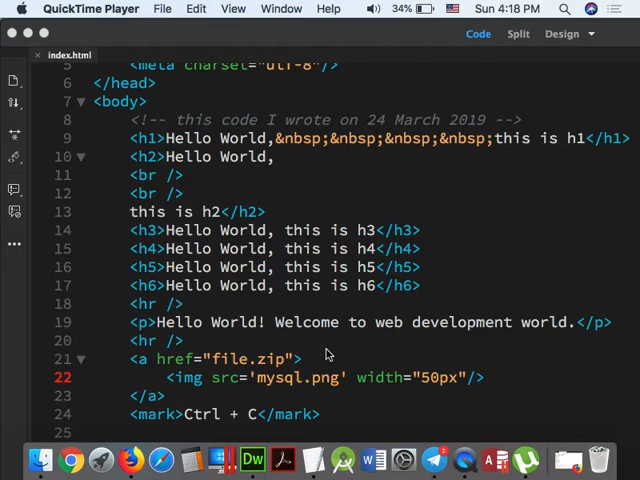 QuickTime Player File Edit View Window Help 34% Sun 4:18 PM
Code Split Design
× index.html
5 <meta charset="utf-8"/>
6 </head>
7 <body>
8 <!-- this code I wrote on 24 March 2019 -->
9 <h1>Hello World,&nbsp;&nbsp;&nbsp;&nbsp;this is h1</h1>
10 <h2>Hello World,
11 <br />
12 <br />
13 this is h2</h2>
14 <h3>Hello World, this is h3</h3>
15 <h4>Hello World, this is h4</h4>
16 <h5>Hello World, this is h5</h5>
17 <h6>Hello World, this is h6</h6>
18 <hr />
19 <p>Hello World! Welcome to web development world.</p>
20 <hr />
21 <a href="file.zip">
22 <img src='mysql.png' width="50px"/>
23 </a>
24 <mark>Ctrl + C</mark>
25
Dw W A 2